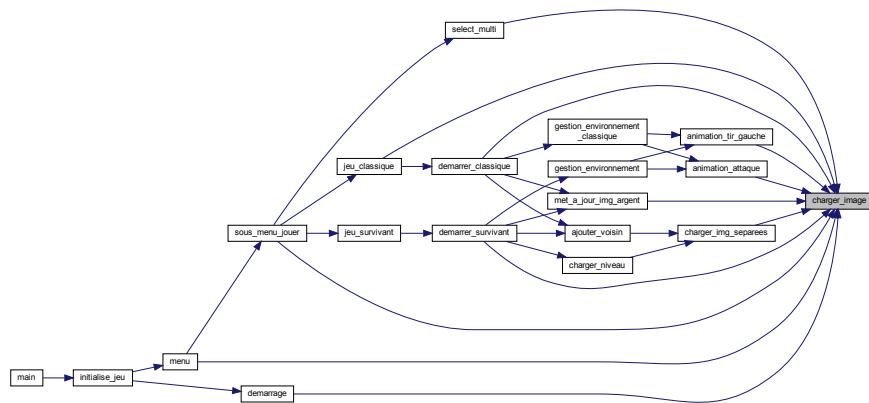 select_multi
gestion_environnement
_classique
animation_tir_gauche
jeu_classique
demarrer_classique
gestion_environnement
animation_attaque
met_a_jour_img_argent
charger_image
sous_menu_jouer
jeu_survivant
demarrer_survivant
ajouter_voisin
charger_img_separees
charger_niveau
menu
main
initialise_jeu
demarrage